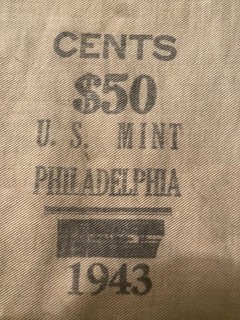 CENTS
$50
U. S. MINT
PHILADELPHIA
1943